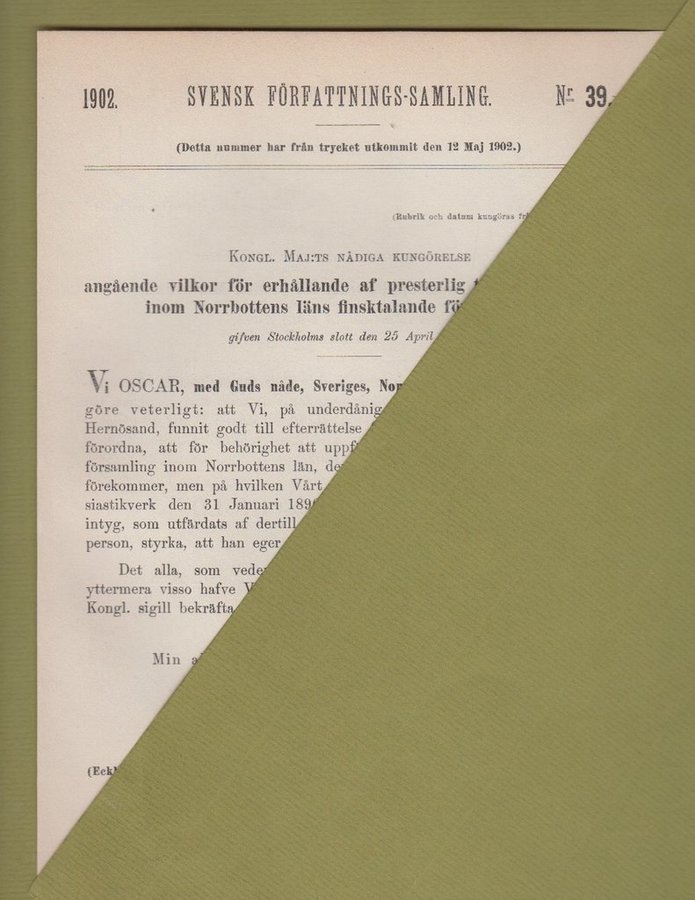 1902. SVENSK FÖRFATTNINGS-SAMLING. Nr 39.
(Detta nummer har från trycket utkommit den 12 Maj 1902.)
(Rubrik och datum kungöras
KONGL. MAJ:TS NÅDIGA KUNGÖRELSE
angående vilkor för erhållande af presterlig
inom Norrbottens läns finsktalande
gifven Stockholms slott den 25 April
Vi OSCAR, med Guds nåde, Sveriges,
göre veterligt: att Vi, på underdånig
Hernösand, funnit godt till efterrättelse
förordna, att för behörighet att
församling inom Norrbottens län,
förekommer, men på hvilken Vårt
siastikverk den 31 Januari
intyg, som utfärdats af dertill
person, styrka, att han eger
Det alla, som
yttermera visso hafve
Kongl. sigill bekräfta
Min